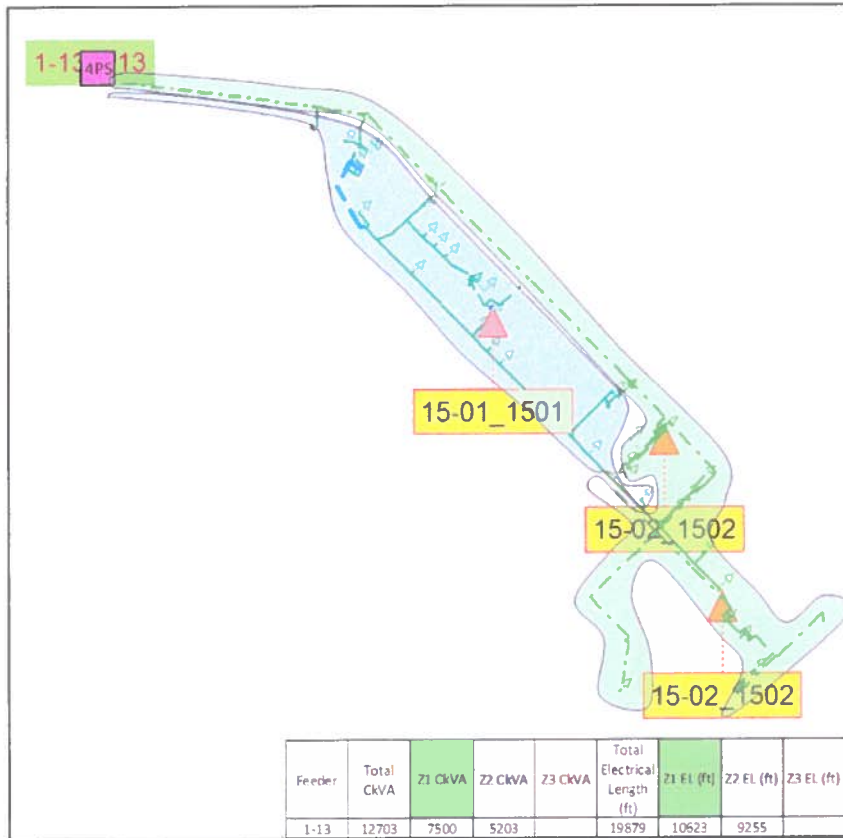 1-13 13
4PS
15-01_1501
15-02_1502
15-02_1502
Feeder Total CkVA Z1 CkVA Z2 CkVA Z3 CkVA Total Electrical Length (ft) Z1 EL (ft) Z2 EL (ft) Z3 EL (ft)
1-13 12703 7500 5203 19879 10623 9255